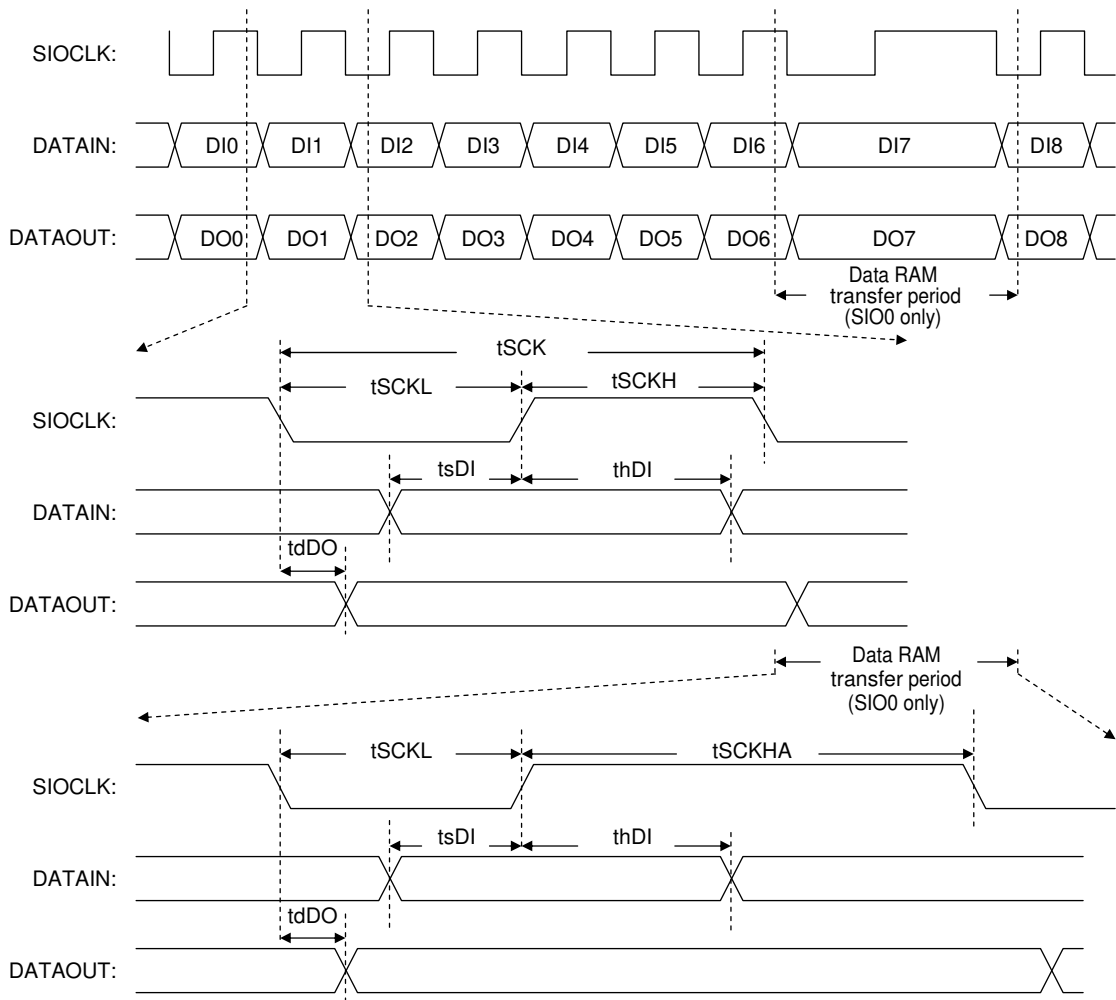 SIOCLK:
DATAIN: DI0 DI1 DI2 DI3 DI4 DI5 DI6 DI7 DI8
DATAOUT: DO0 DO1 DO2 DO3 DO4 DO5 DO6 DO7 DO8
Data RAM
transfer period
(SIO0 only)
tSCK
tSCKL tSCKH
SIOCLK:
tsDI thDI
DATAIN:
tdDO
DATAOUT:
Data RAM
transfer period
(SIO0 only)
tSCKL tSCKHA
SIOCLK:
tsDI thDI
DATAIN:
tdDO
DATAOUT: